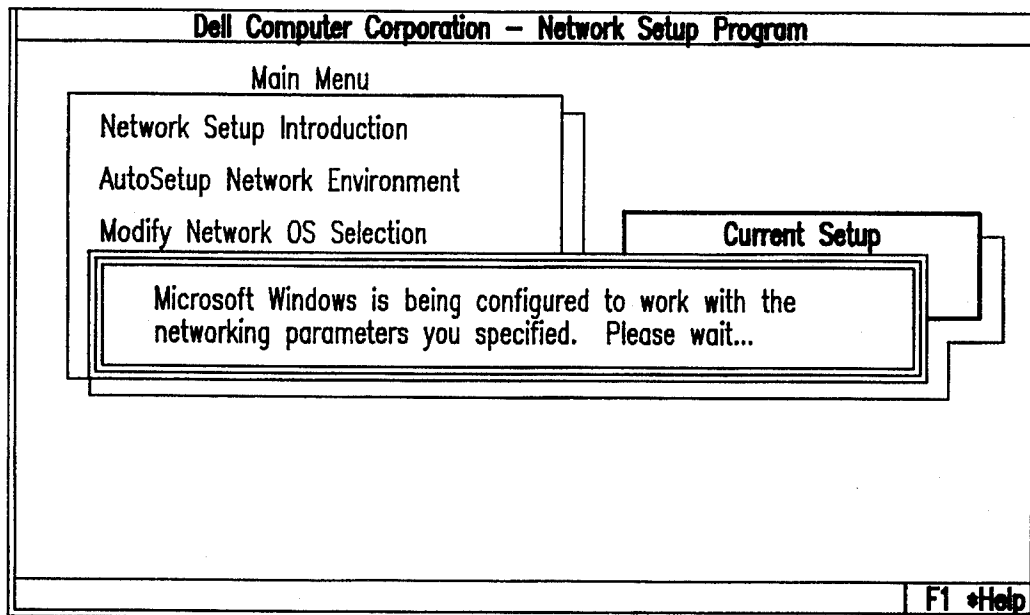 Dell Computer Corporation – Network Setup Program
Main Menu
Network Setup Introduction
AutoSetup Network Environment
Modify Network OS Selection
Current Setup
Microsoft Windows is being configured to work with the
networking parameters you specified. Please wait...
F1 *Help